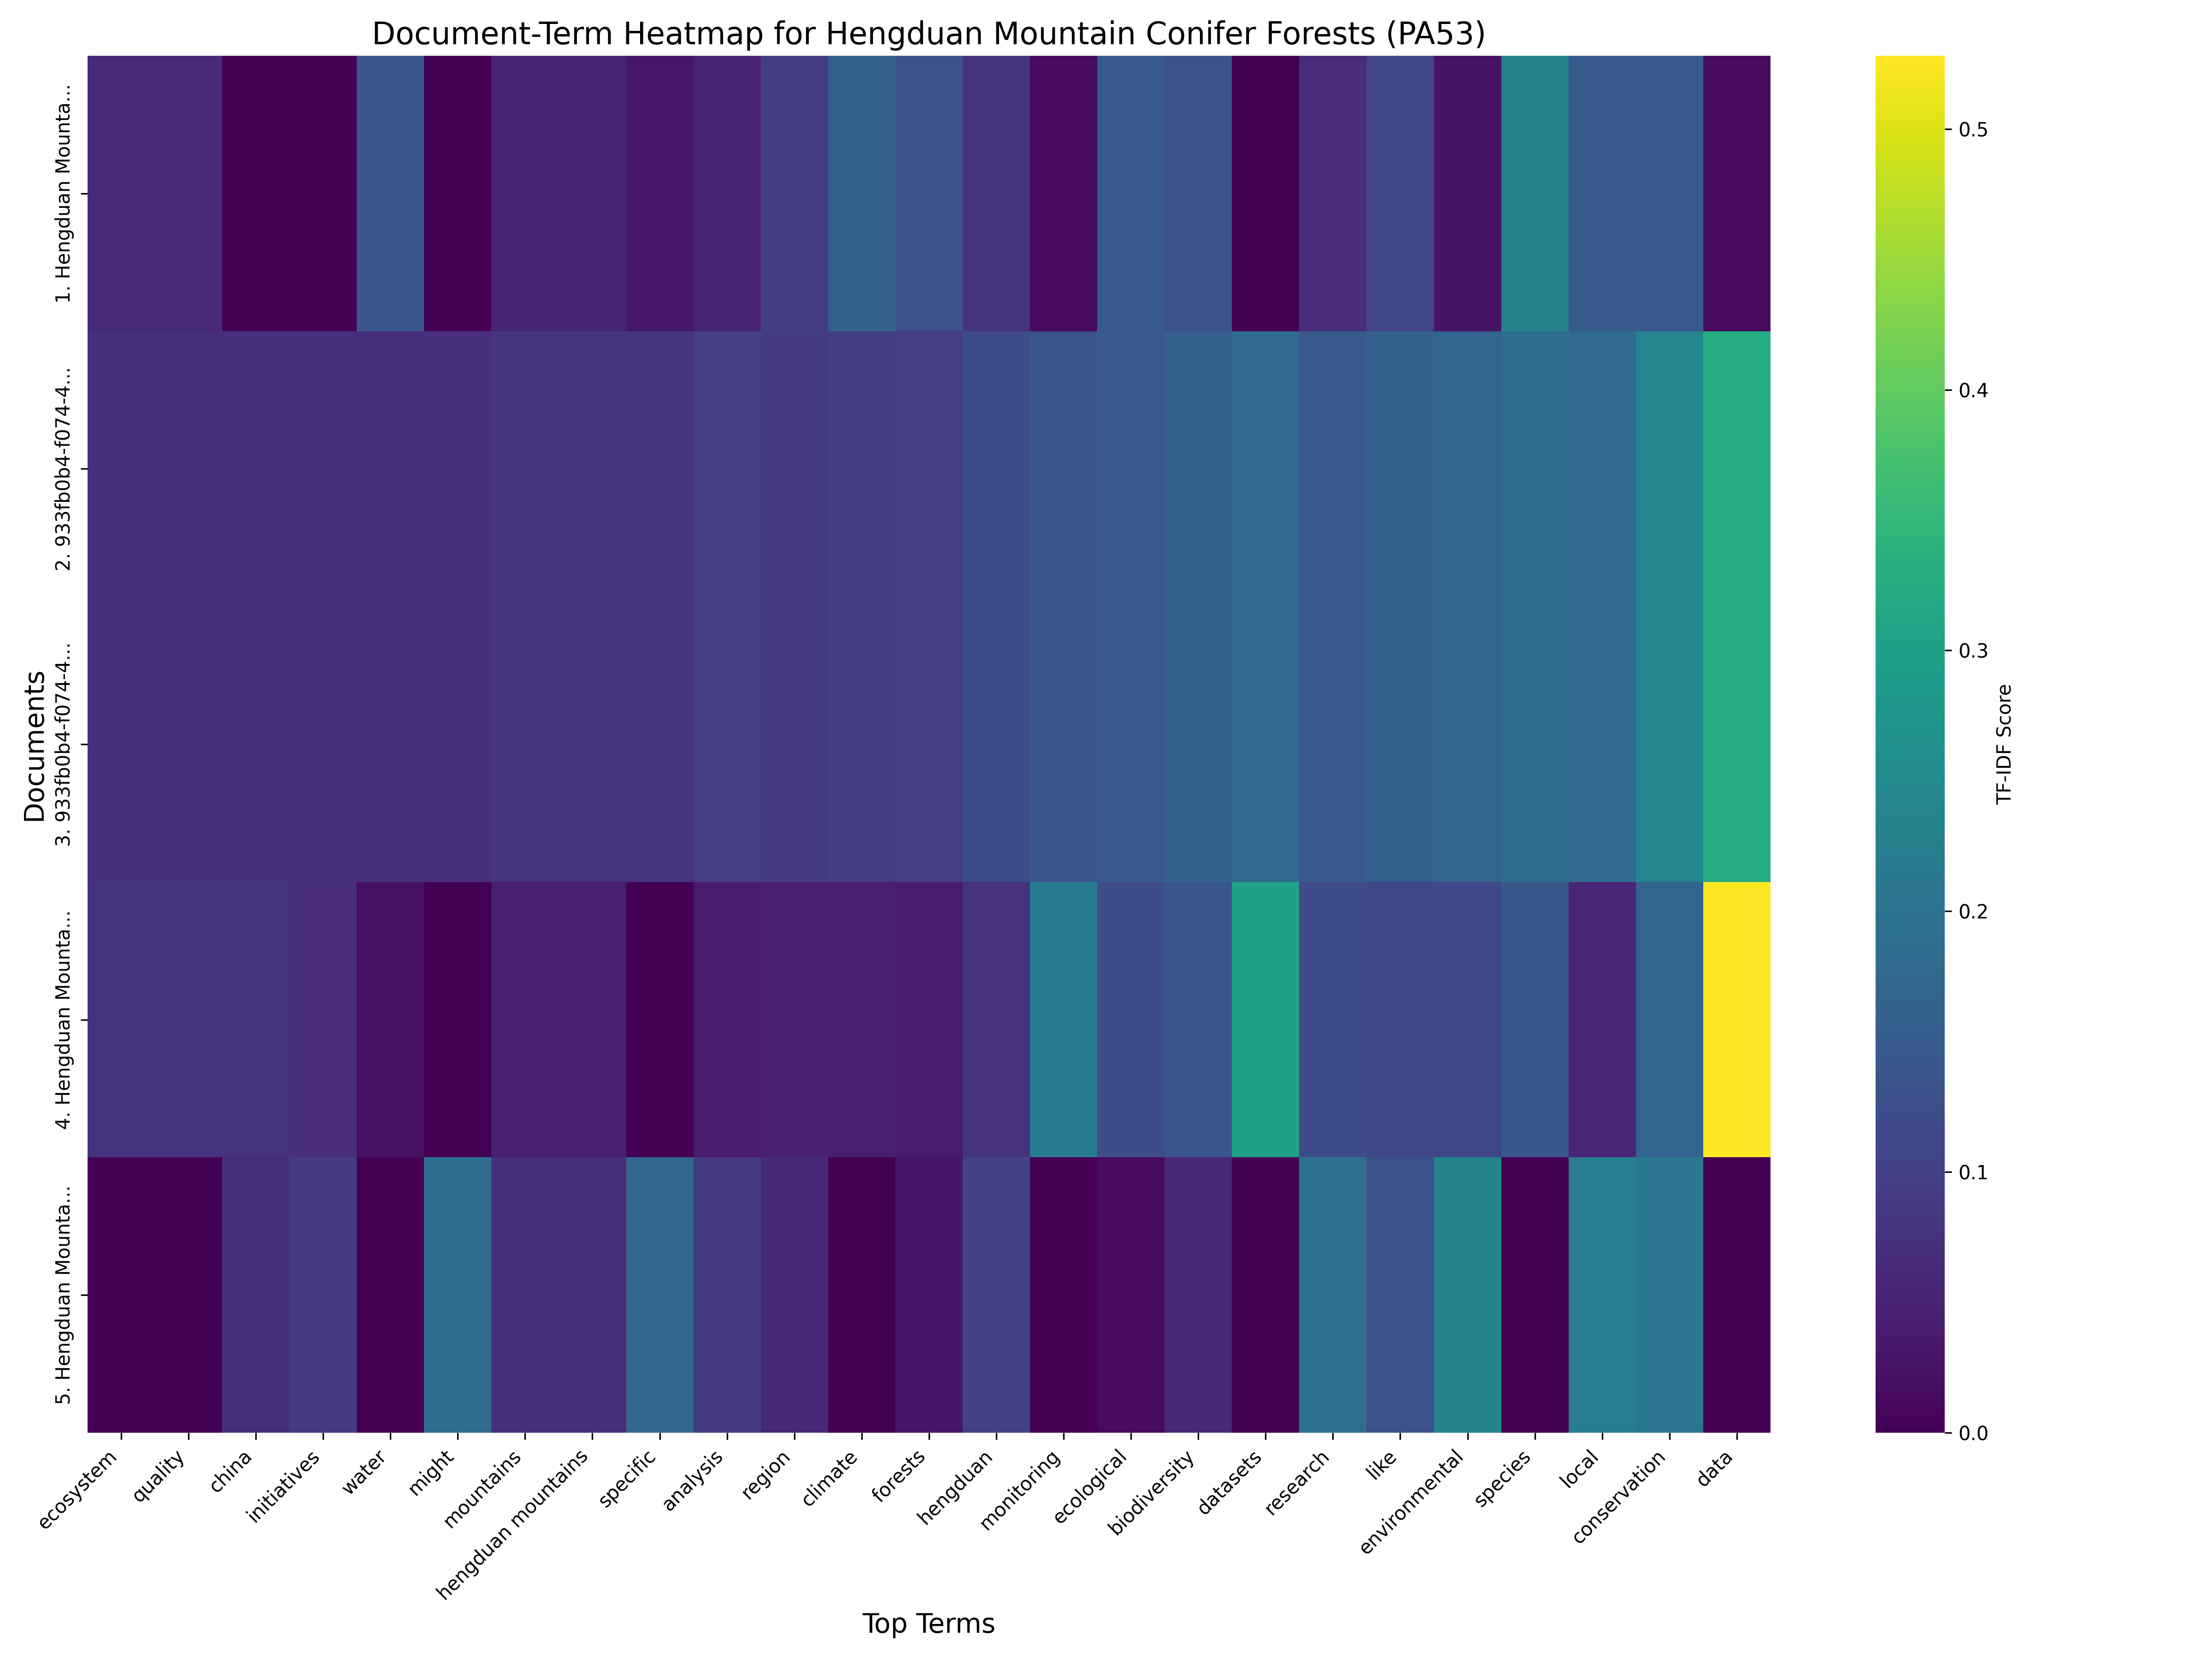 Document-Term Heatmap for Hengduan Mountain Conifer Forests (PA53)
Documents
1. Hengduan Mounta...
2. 933fb0b4-f074-4...
3. 933fb0b4-f074-4...
4. Hengduan Mounta...
5. Hengduan Mounta...
ecosystem
quality
china
initiatives
water
might
mountains
hengduan mountains
specific
analysis
region
climate
forests
hengduan
monitoring
ecological
biodiversity
datasets
research
like
environmental
species
local
conservation
data
Top Terms
0.5
0.4
0.3
0.2
0.1
0.0
TF-IDF Score